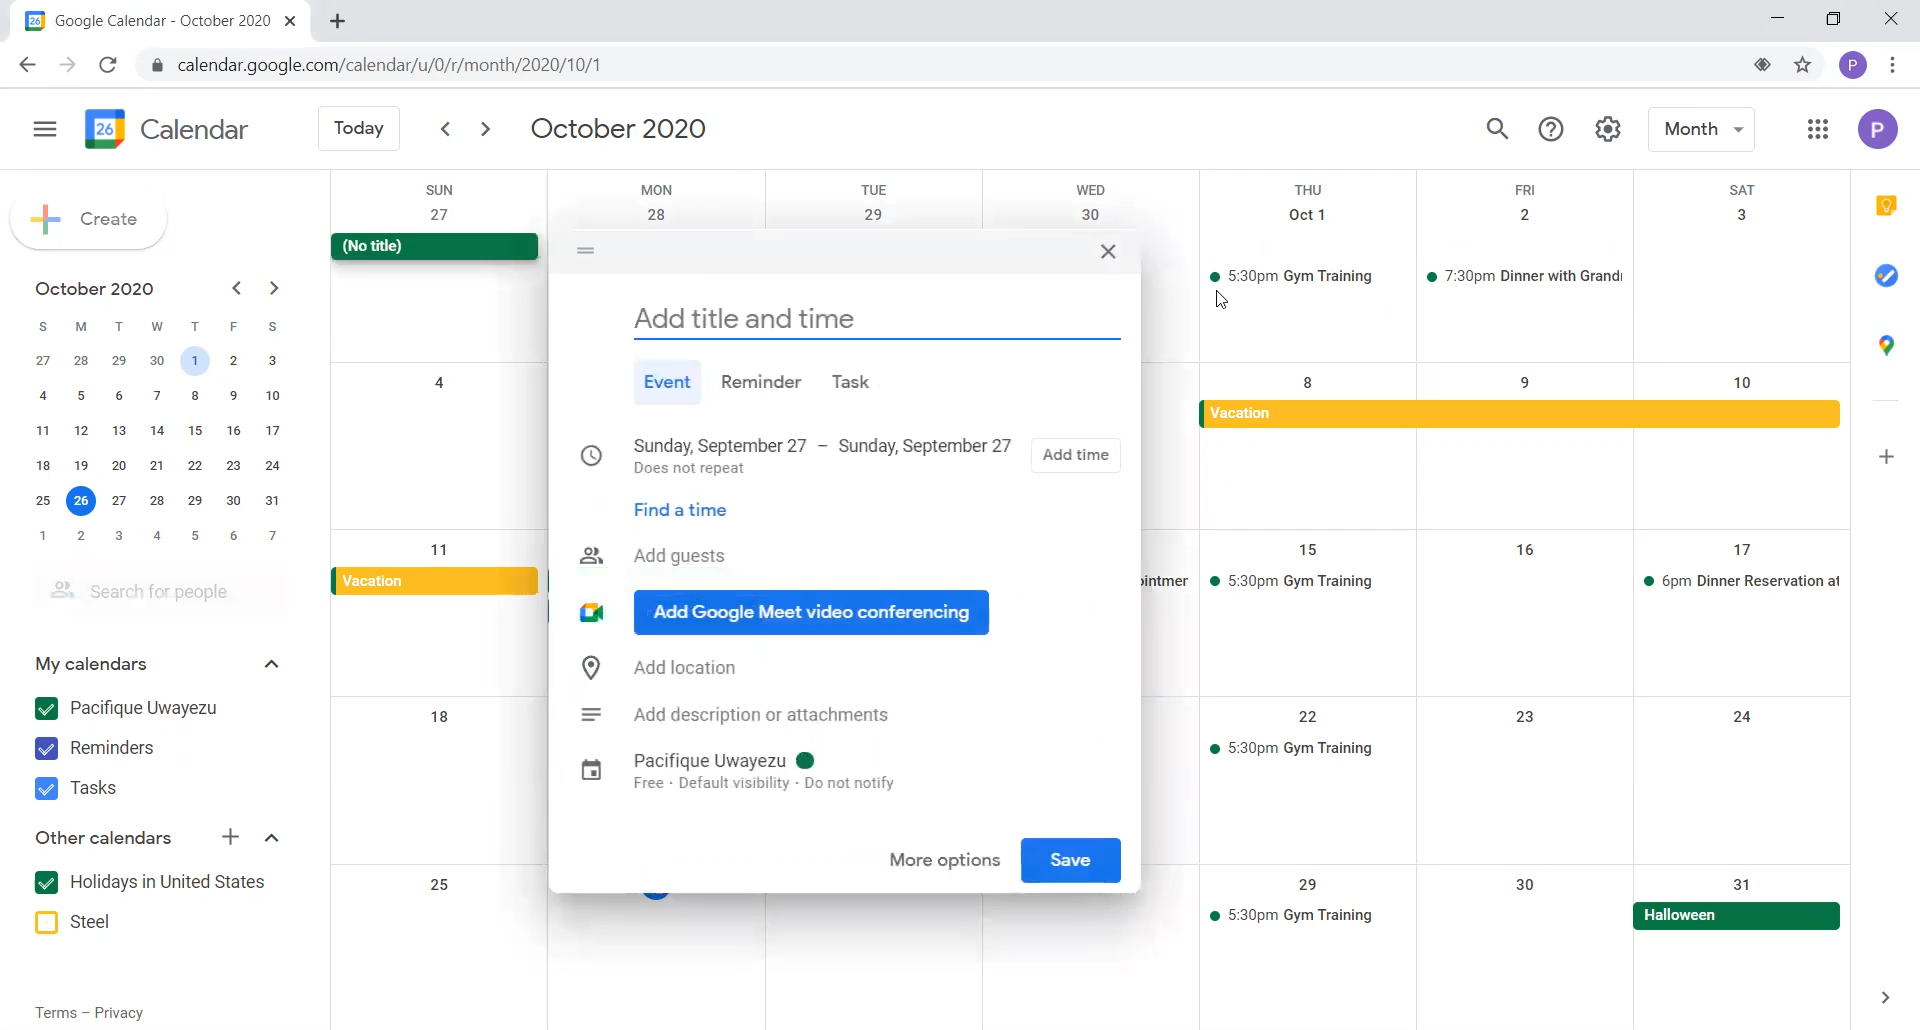 Google Calendar - October 2020
calendar.google.com/calendar/u/0/r/month/2020/10/1
P
26 Calendar
Today
October 2020
Month
P
Create
October 2020
S M T W T F S
27 28 29 30 1 2 3
4 5 6 7 8 9 10
11 12 13 14 15 16 17
18 19 20 21 22 23 24
25 26 27 28 29 30 31
1 2 3 4 5 6 7
Search for people
My calendars
Pacifique Uwayezu
Reminders
Tasks
Other calendars
Holidays in United States
Steel
Terms – Privacy
SUN MON TUE WED THU FRI SAT
27 28 29 30 Oct 1 2 3
(No title)
5:30pm Gym Training
7:30pm Dinner with Grand
4 8 9 10
Vacation
11 15 16 17
Vacation
5:30pm Gym Training
6pm Dinner Reservation at
18 22 23 24
5:30pm Gym Training
25 29 30 31
5:30pm Gym Training
Halloween
Add title and time
Event Reminder Task
Sunday, September 27 – Sunday, September 27
Add time
Does not repeat
Find a time
Add guests
Add Google Meet video conferencing
Add location
Add description or attachments
Pacifique Uwayezu
Free · Default visibility · Do not notify
More options
Save